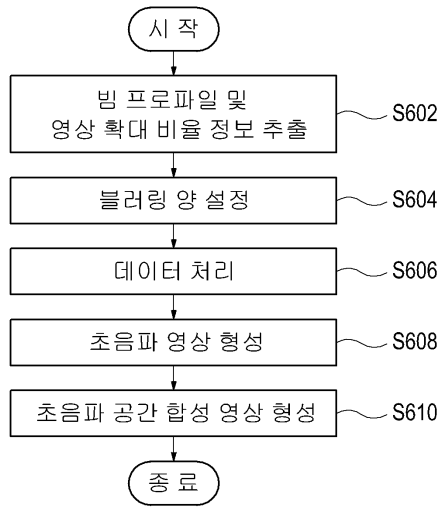 시 작
빔 프로파일 및
영상 확대 비율 정보 추출
S602
블러링 양 설정
S604
데이터 처리
S606
초음파 영상 형성
S608
초음파 공간 합성 영상 형성
S610
종 료